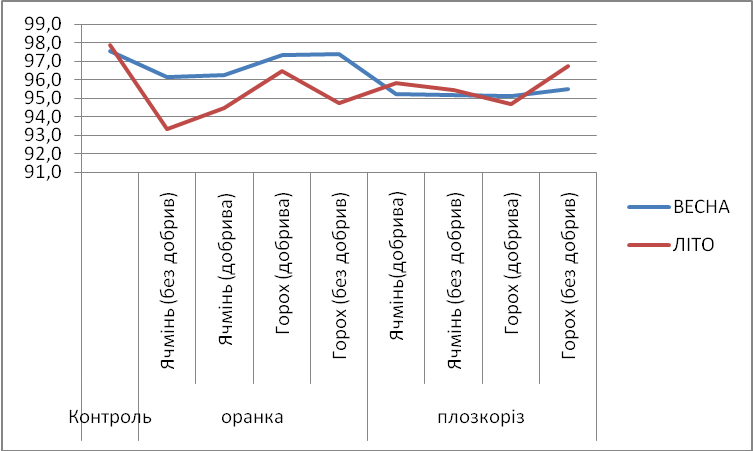 99,0
98,0
97,0
96,0
95,0
94,0
93,0
92,0
91,0
Ячмінь (без добрив)
Ячмінь (добрива)
Горох (добрива)
Горох (без добрив)
Ячмінь(добрива)
Ячмінь (без добрив)
Горох (добрива)
Горох (без добрив)
Контроль
оранка
плозкоріз
ВЕСНА
ЛІТО